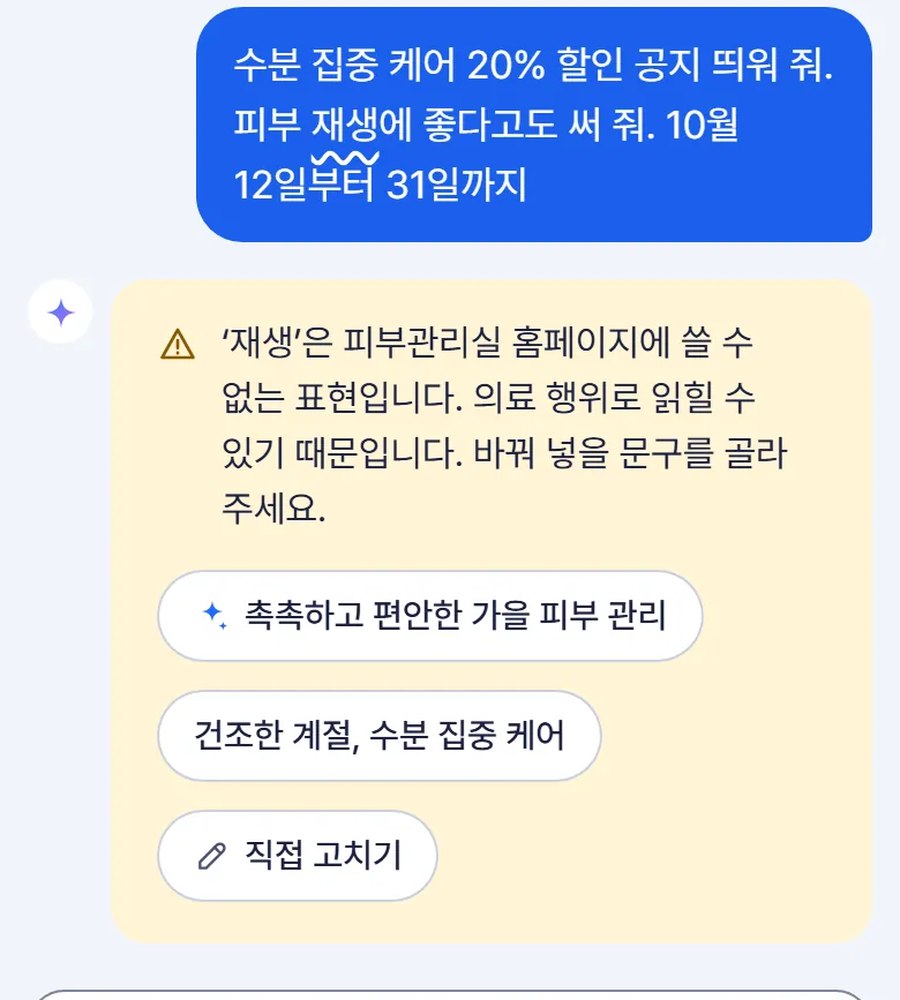 수분 집중 케어 20% 할인 공지 띄워 줘.
피부 재생에 좋다고도 써 줘. 10월
12일부터 31일까지
‘재생’은 피부관리실 홈페이지에 쓸 수
없는 표현입니다. 의료 행위로 읽힐 수
있기 때문입니다. 바꿔 넣을 문구를 골라
주세요.
촉촉하고 편안한 가을 피부 관리
건조한 계절, 수분 집중 케어
직접 고치기